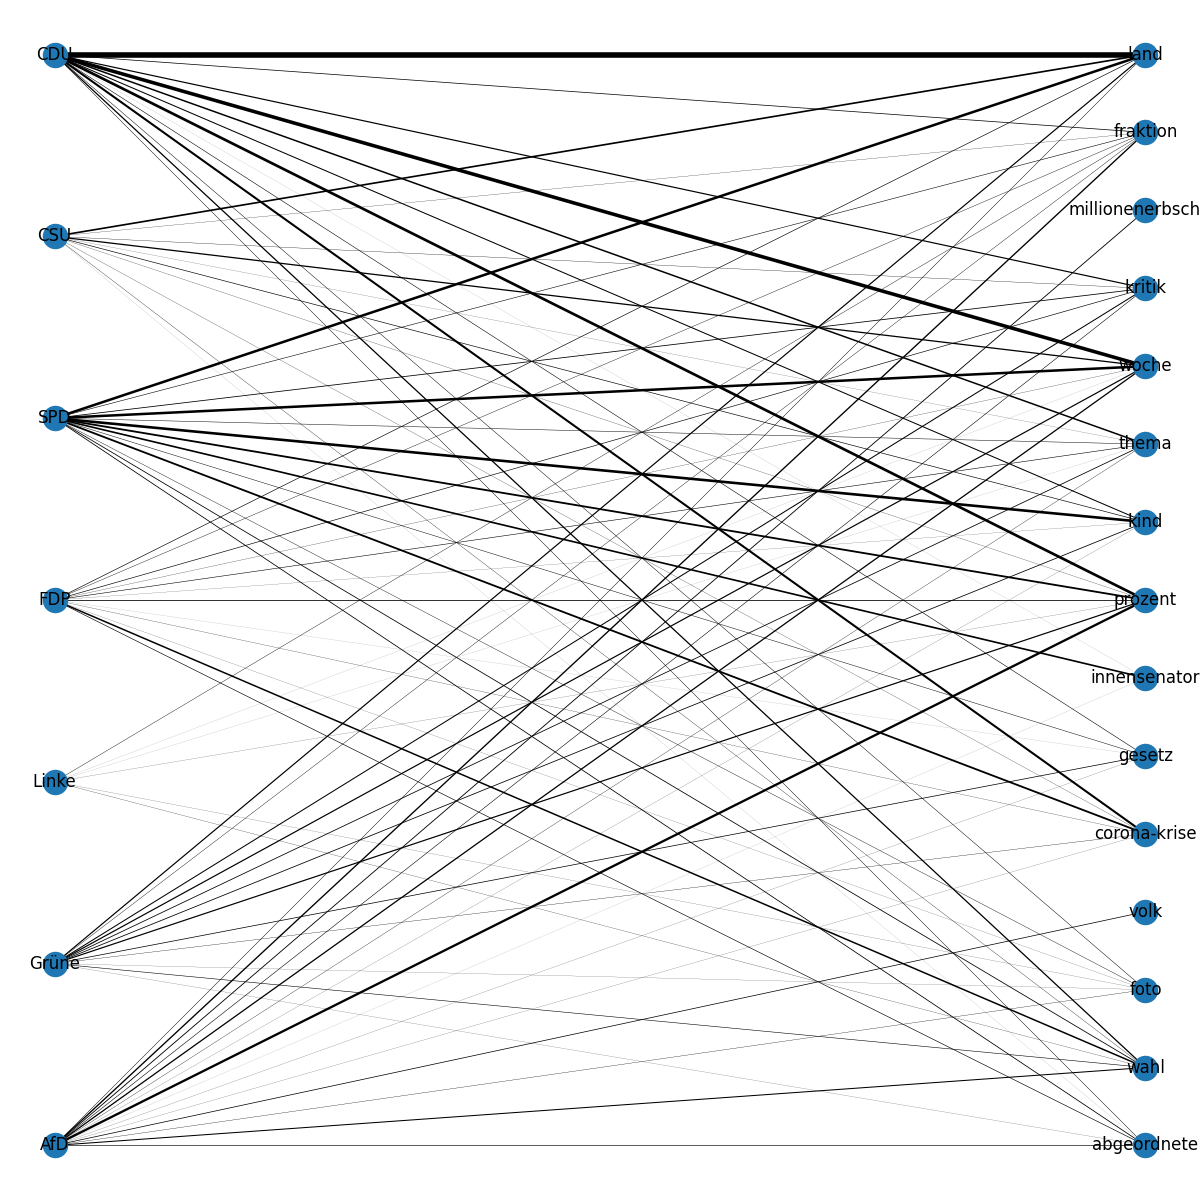 CDU
CSU
SPD
FDP
Linke
Grüne
AfD
land
fraktion
millionenerbsch
kritik
woche
thema
kind
prozent
innensenator
gesetz
corona-krise
volk
foto
wahl
abgeordnete